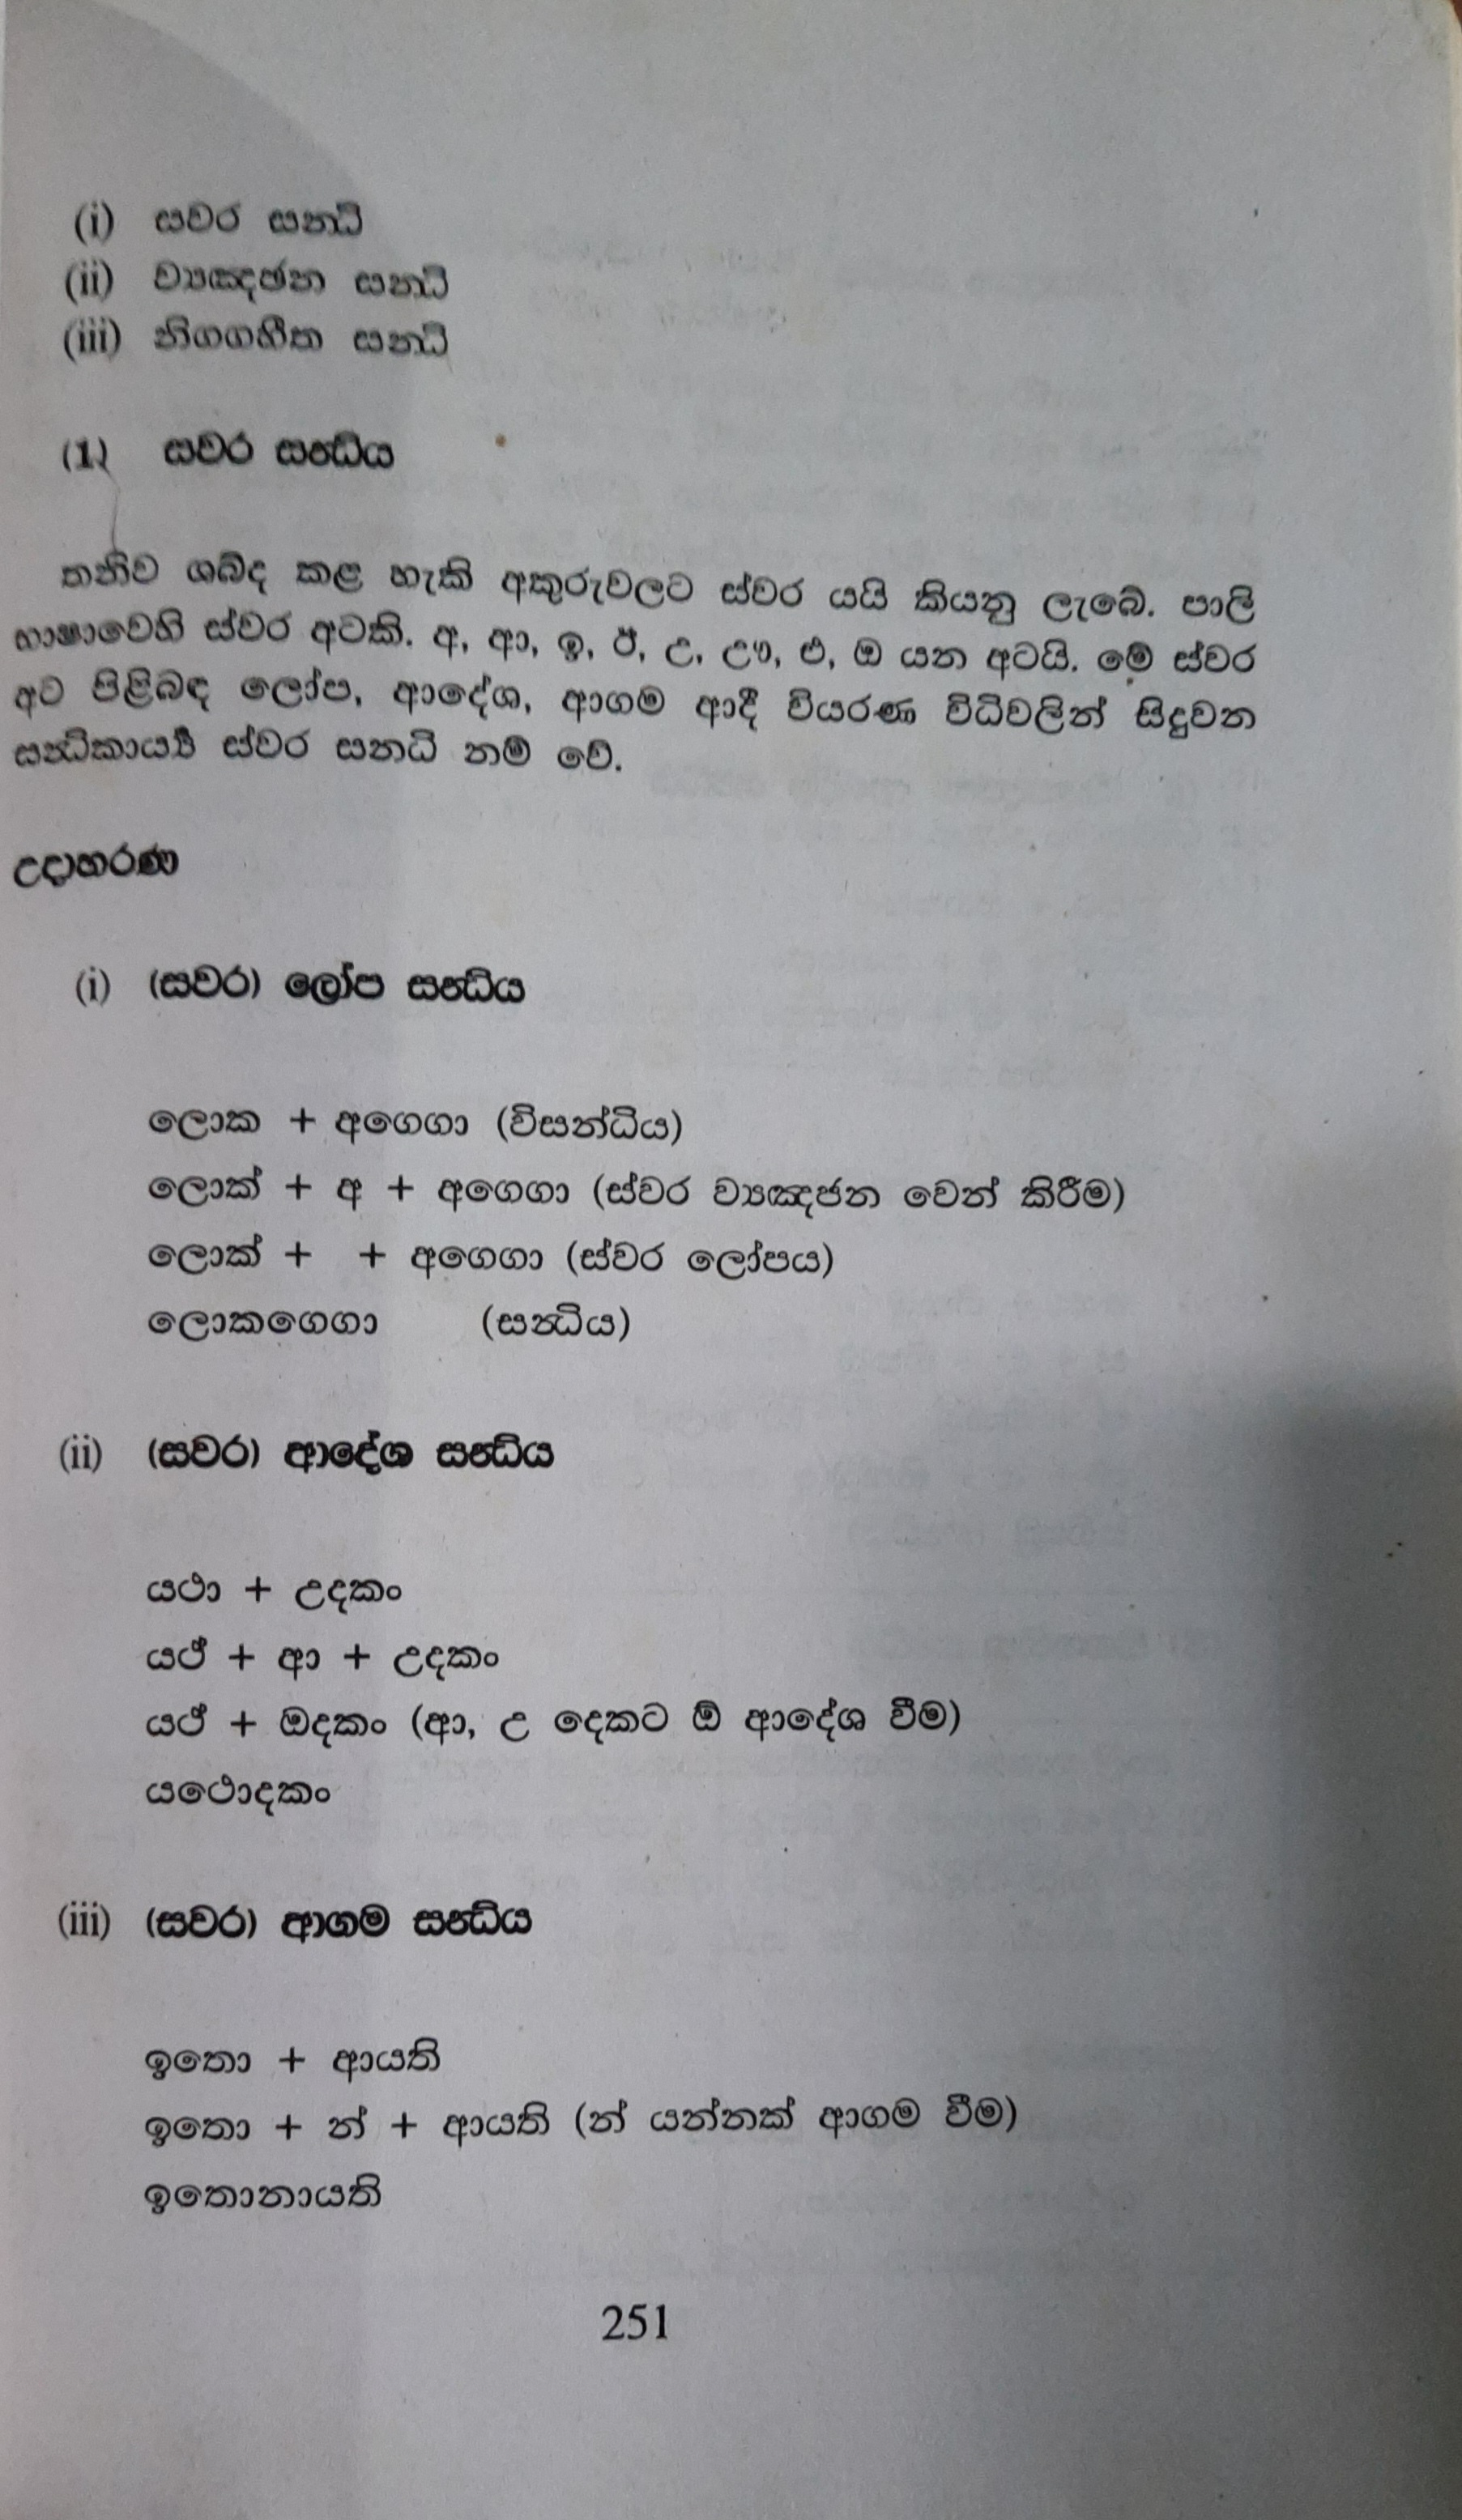 (i) සවර සන්‍ධි
(ii) ව්‍යඤ්ජන සන්‍ධි
(iii) නිග‍්ගහීත සන්‍ධි
(1) සවර සන්‍ධිය
තනිව ශබ්ද කළ හැකි අකුරුවලට ස්වර යයි කියනු ලැබේ. පාලි
භාෂාවෙහි ස්වර අටකි. අ, ආ, ඉ, ඊ, උ, ඌ, එ, ඔ යන අටයි. මේ ස්වර
අට පිළිබඳ ලෝප, ආදේශ, ආගම ආදී වියරණ විධිවලින් සිදුවන
සන්‍ධිකාර්‍ය්‍ය ස්වර සනධි නම් වේ.
උදාහරණ
(i) (සවර) ලෝප සන්‍ධිය
ලොක + අගෙගා (විසන්ධිය)
ලොක් + අ + අගෙගා (ස්වර ව්‍යඤ්ජන වෙන් කිරීම)
ලොක් + + අගෙගා (ස්වර ලෝපය)
ලොකගෙගා (සන්‍ධිය)
(ii) (සවර) ආදේශ සන්‍ධිය
යථා + උදකං
යථ් + ආ + උදකං
යථ් + ඔදකං (ආ, උ දෙකට ඕ ආදේශ වීම)
යථොදකං
(iii) (සවර) ආගම සන්‍ධිය
ඉතො + ආයති
ඉතො + න් + ආයති (න් යන්නක් ආගම වීම)
ඉතොනායති
251